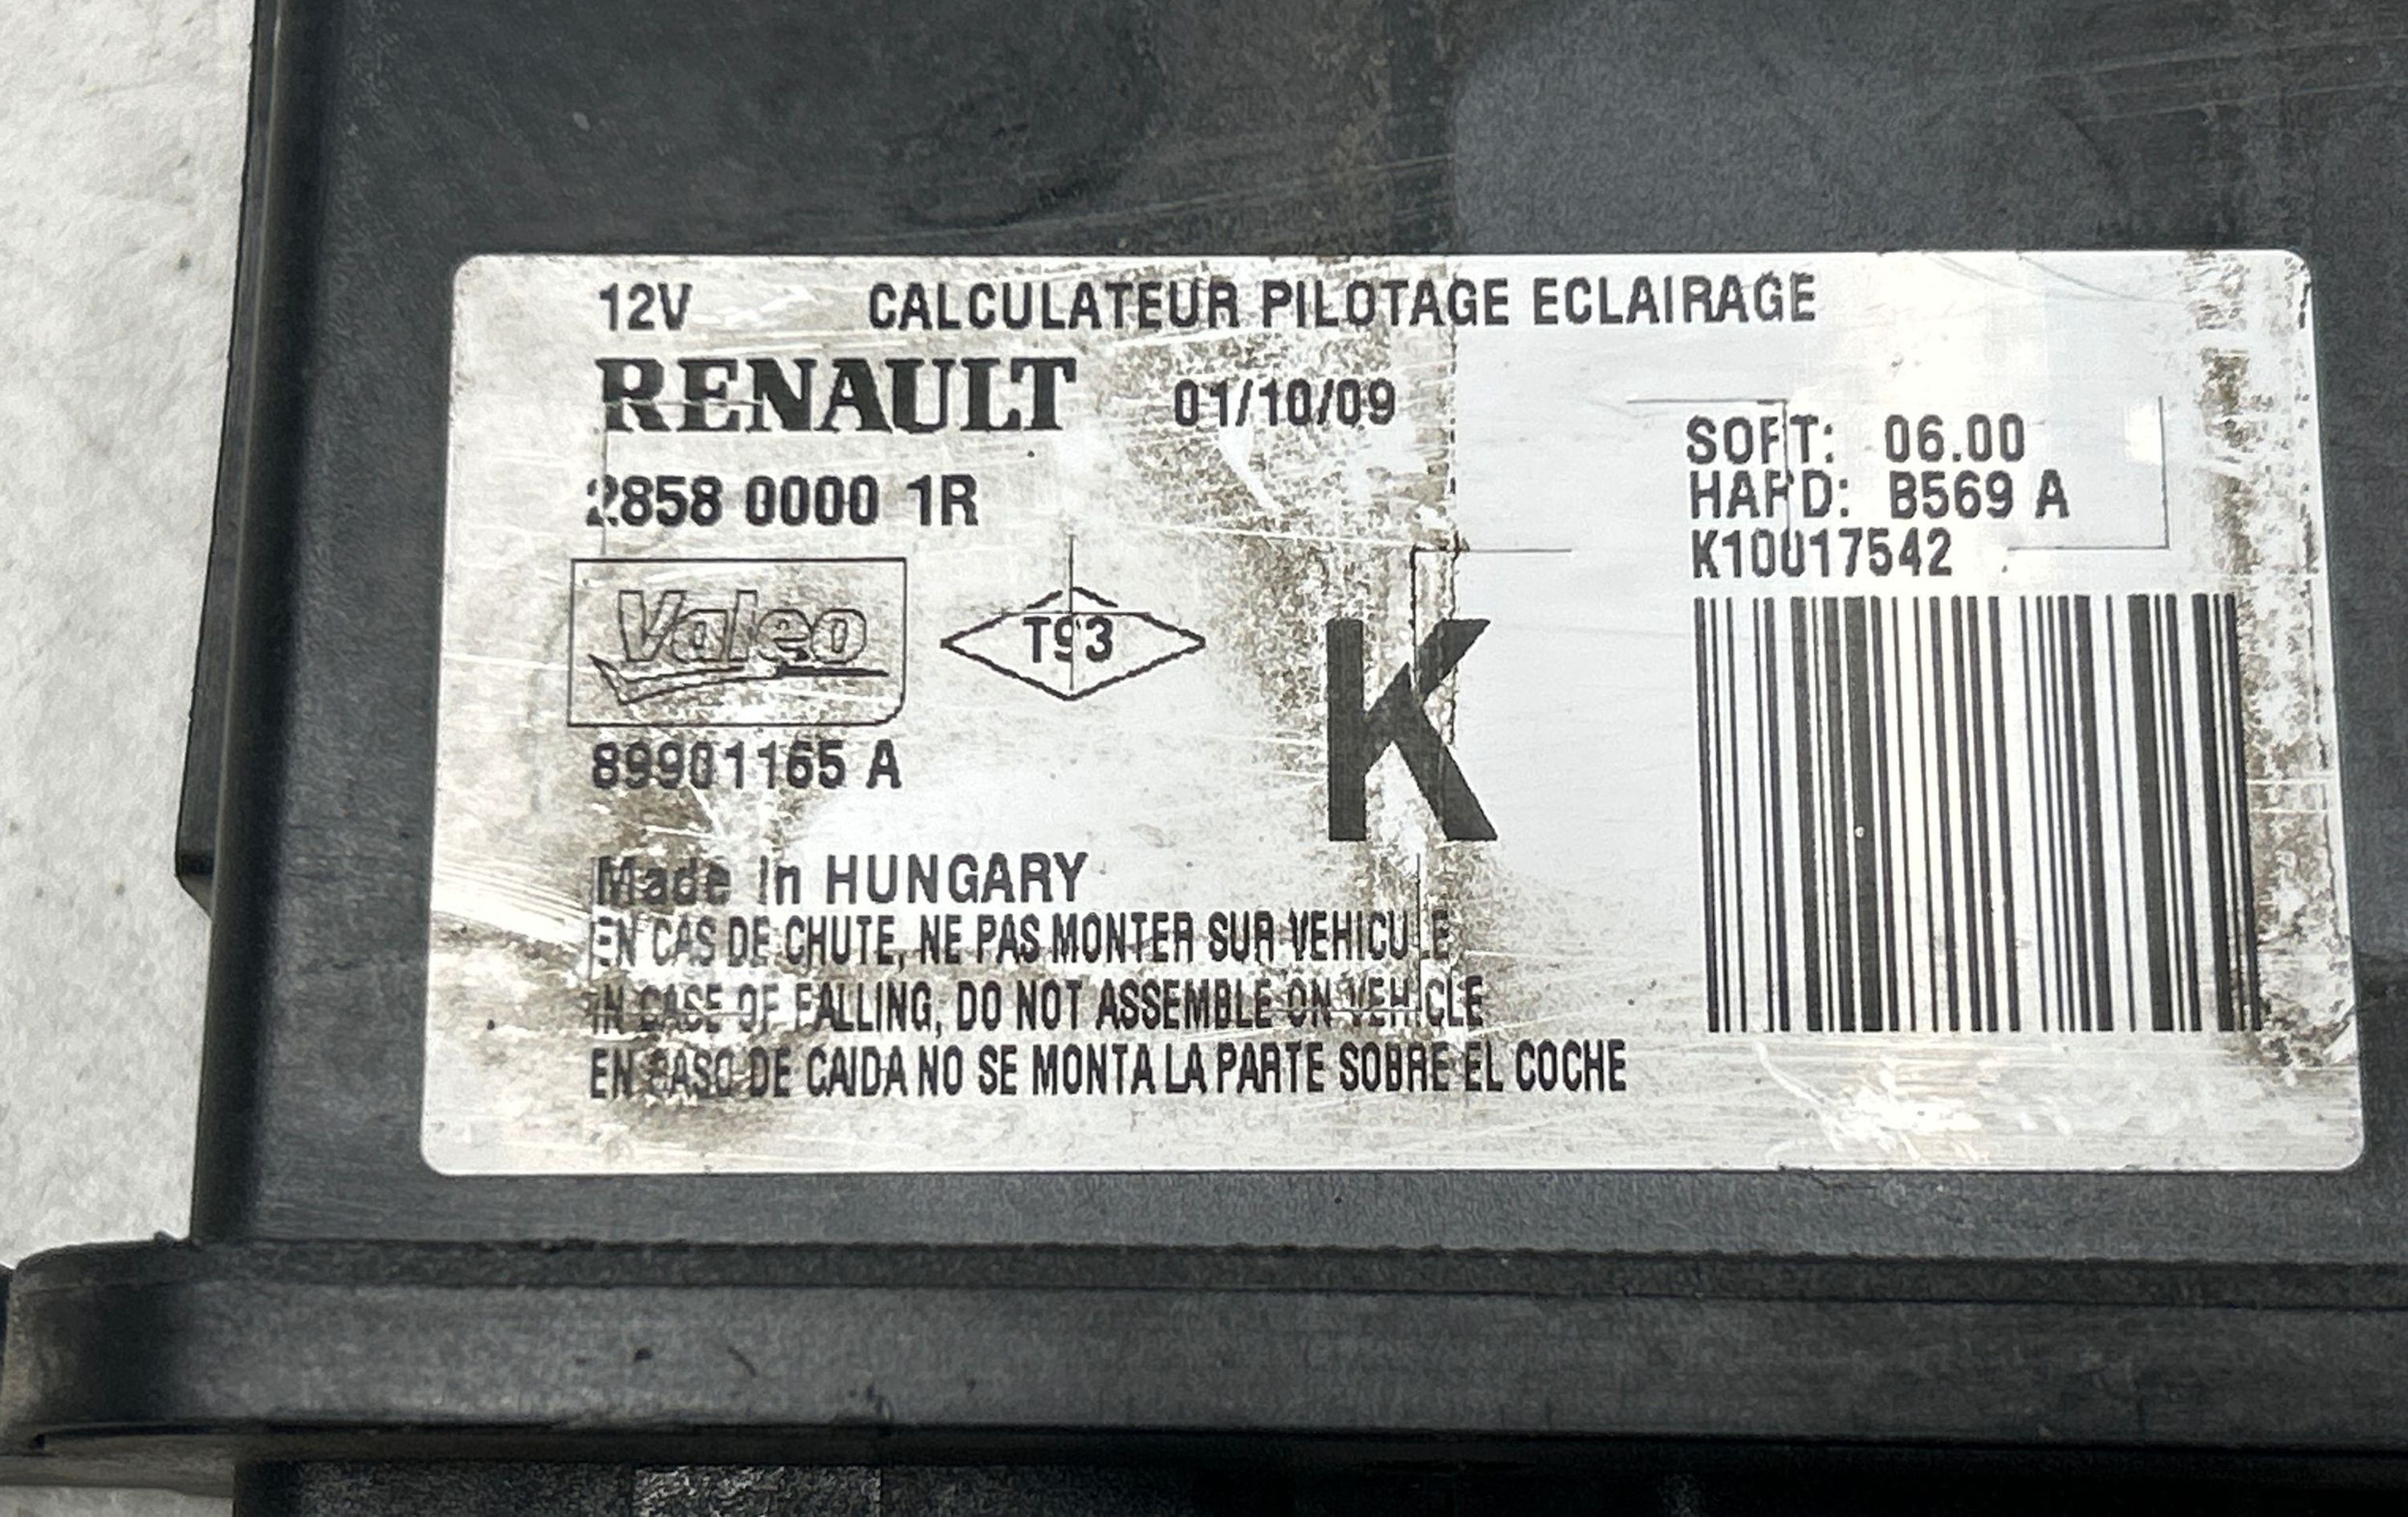 12V CALCULATEUR PILOTAGE ECLAIRAGE
RENAULT 01/10/09
SOFT: 06.00
2858 0000 1R
HARD: B569 A
K10017542
Valeo
T93
K
89901165 A
Made in HUNGARY
EN CAS DE CHUTE, NE PAS MONTER SUR VEHICULE
IN CASE OF FALLING, DO NOT ASSEMBLE ON VEHICLE
EN CASO DE CAIDA NO SE MONTA LA PARTE SOBRE EL COCHE